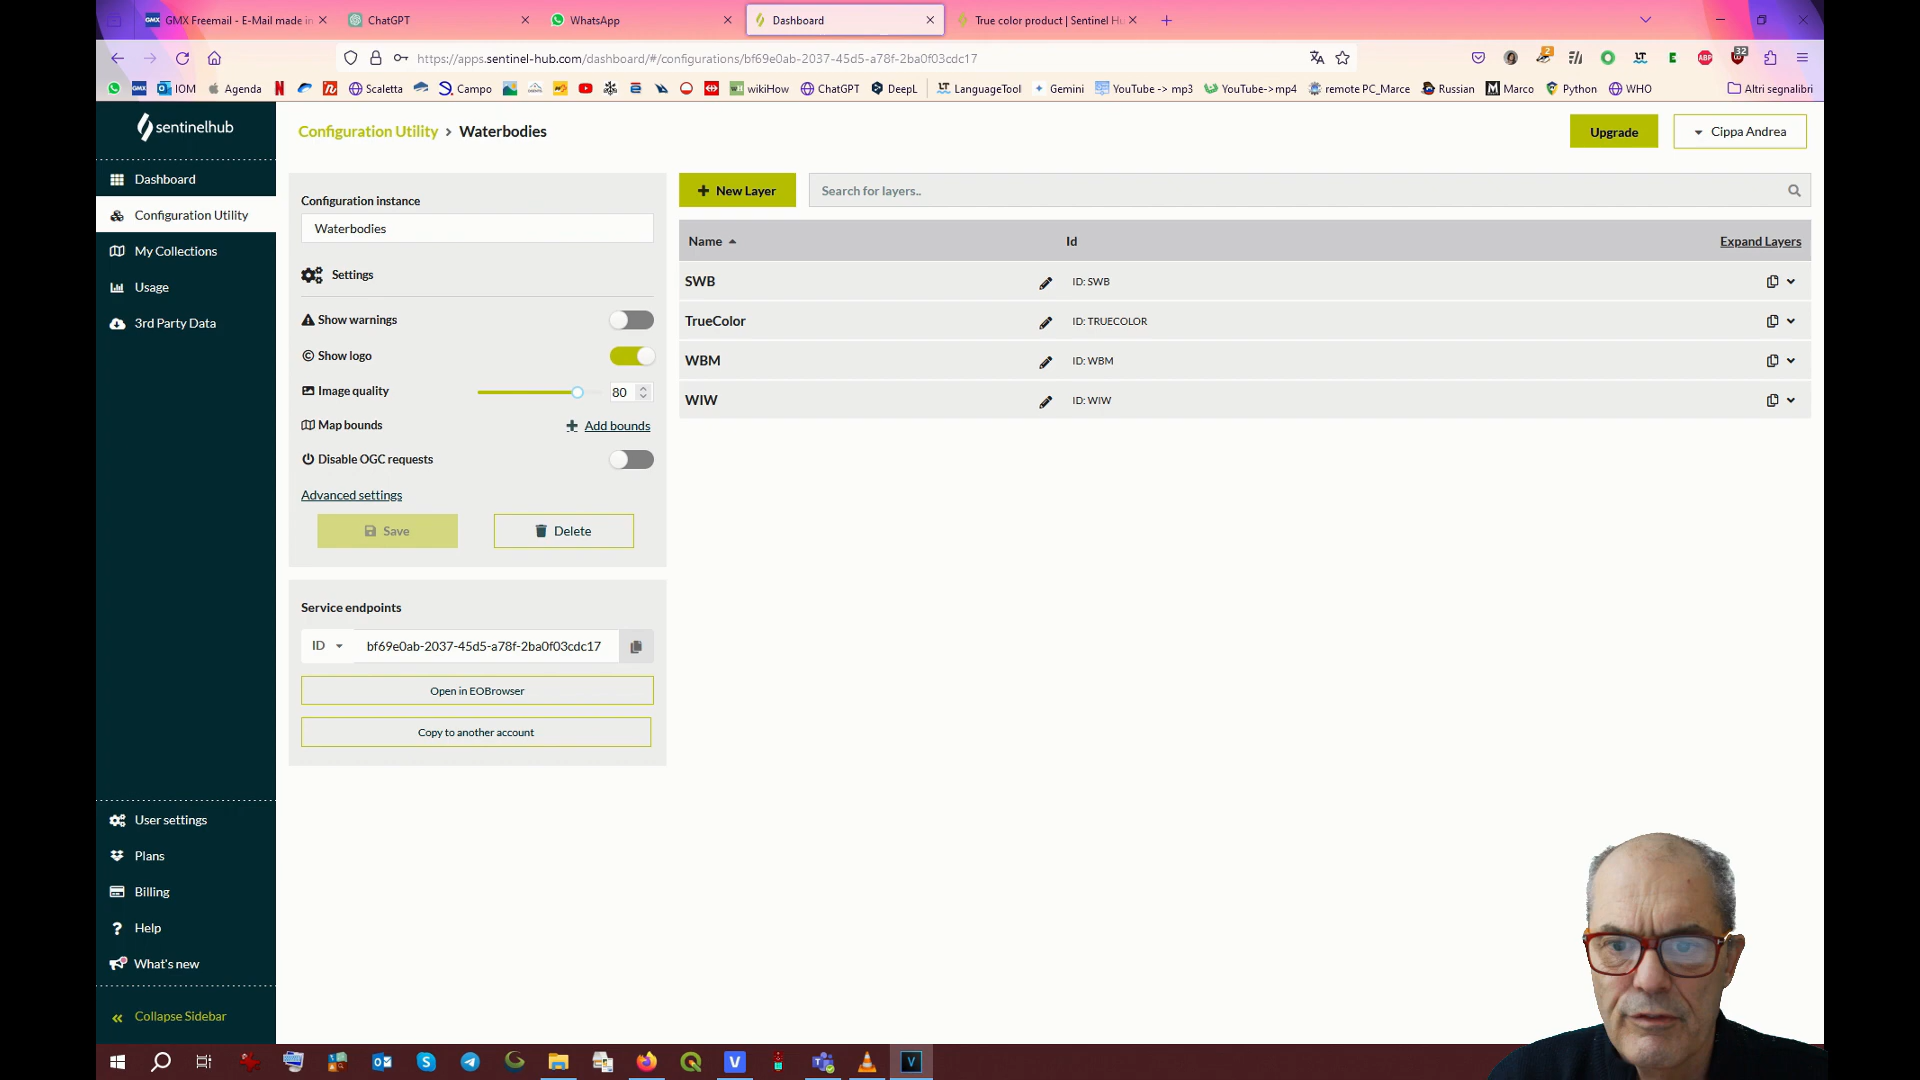 GMX Freemail - E-Mail made in
ChatGPT
WhatsApp
Dashboard
True color product | Sentinel Hu
https://apps.sentinel-hub.com/dashboard/#/configurations/bf69e0ab-2037-45d5-a78f-2ba0f03cdc17
2
32
ABP
GMX
IOM
Agenda
Scaletta
Campo
wikiHow
ChatGPT
DeepL
LanguageTool
Gemini
YouTube -> mp3
YouTube->mp4
remote PC_Marce
Russian
Marco
Python
WHO
Altri segnalibri
sentinelhub
Configuration Utility > Waterbodies
Upgrade
Cippa Andrea
Dashboard
Configuration Utility
My Collections
Usage
3rd Party Data
User settings
Plans
Billing
Help
What's new
Collapse Sidebar
Configuration instance
Waterbodies
Settings
Show warnings
Show logo
Image quality
80
Map bounds
Add bounds
Disable OGC requests
Advanced settings
Save
Delete
Service endpoints
ID
bf69e0ab-2037-45d5-a78f-2ba0f03cdc17
Open in EOBrowser
Copy to another account
New Layer
Search for layers..
Name
Id
Expand Layers
SWB
ID: SWB
TrueColor
ID: TRUECOLOR
WBM
ID: WBM
WIW
ID: WIW